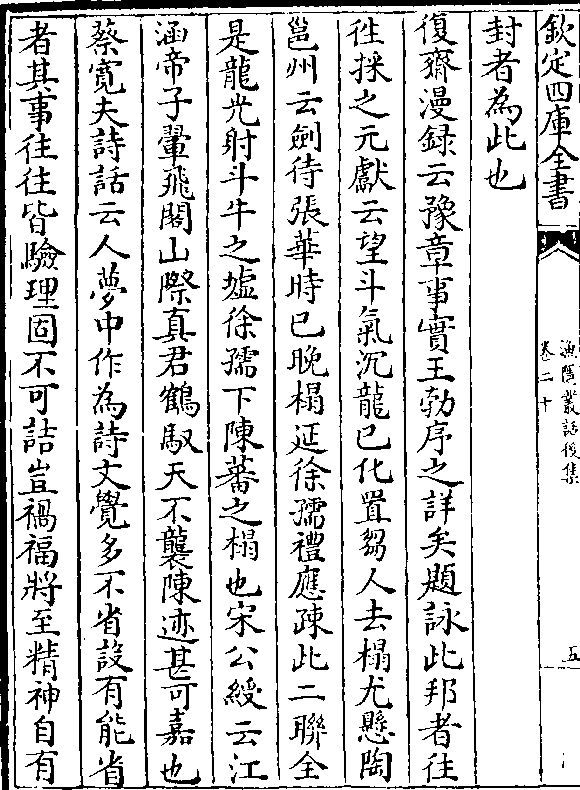 欽定四庫全書
漁隱叢話後集
卷二十
五
封者為此也
復齋漫録云豫章事實王勃序之詳矣題詠此邦者往
徃採之元獻云望斗氣沉龍已化置芻人去榻尤懸陶
邕州云劍待張華時已晚榻延徐孺禮應疎此二聯全
是龍光射斗牛之墟徐孺下陳蕃之榻也宋公綬云江
涵帝子翬飛閣山際真君鶴馭天不襲陳迹甚可嘉也
蔡寛夫詩話云人夢中作為詩文覺多不省設有能省
者其事往往皆驗理固不可詰豈禍福將至精神自有